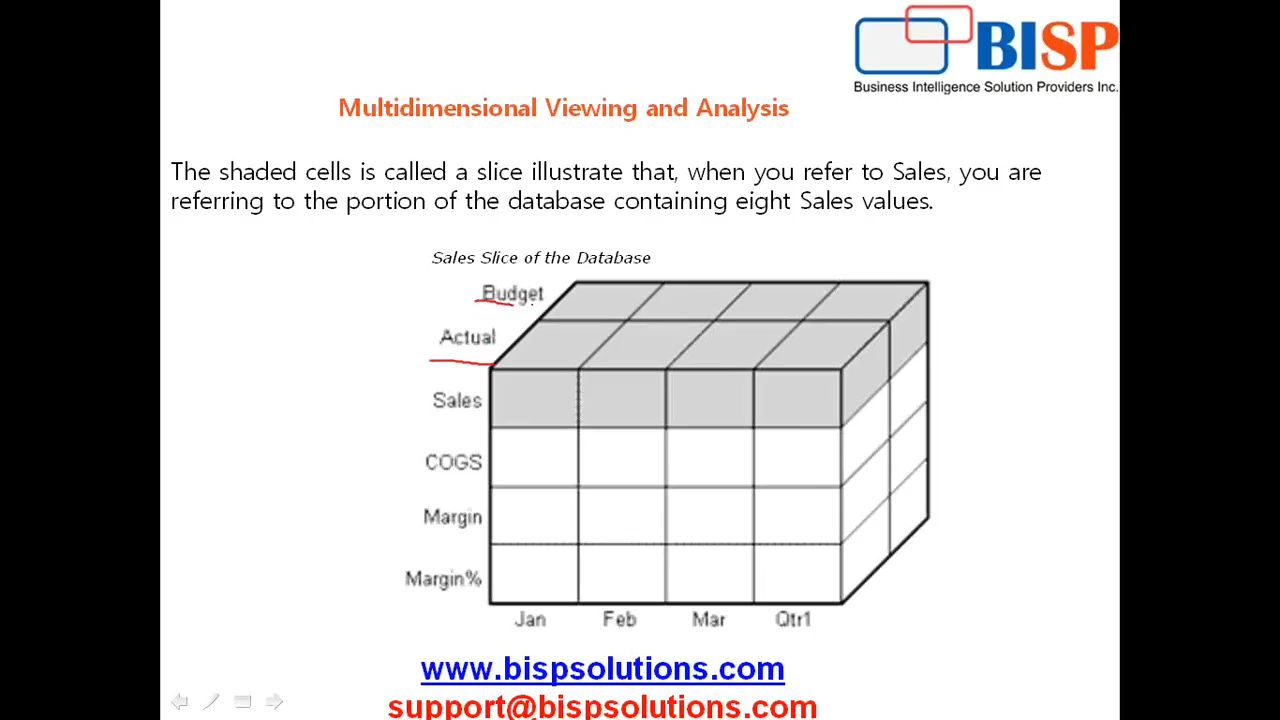 BISP
Business Intelligence Solution Providers Inc.
Multidimensional Viewing and Analysis
The shaded cells is called a slice illustrate that, when you refer to Sales, you are
referring to the portion of the database containing eight Sales values.
Sales Slice of the Database
Budget
Actual
Sales
COGS
Margin
Margin%
Jan Feb Mar Qtr1
www.bispsolutions.com
support@bispsolutions.com